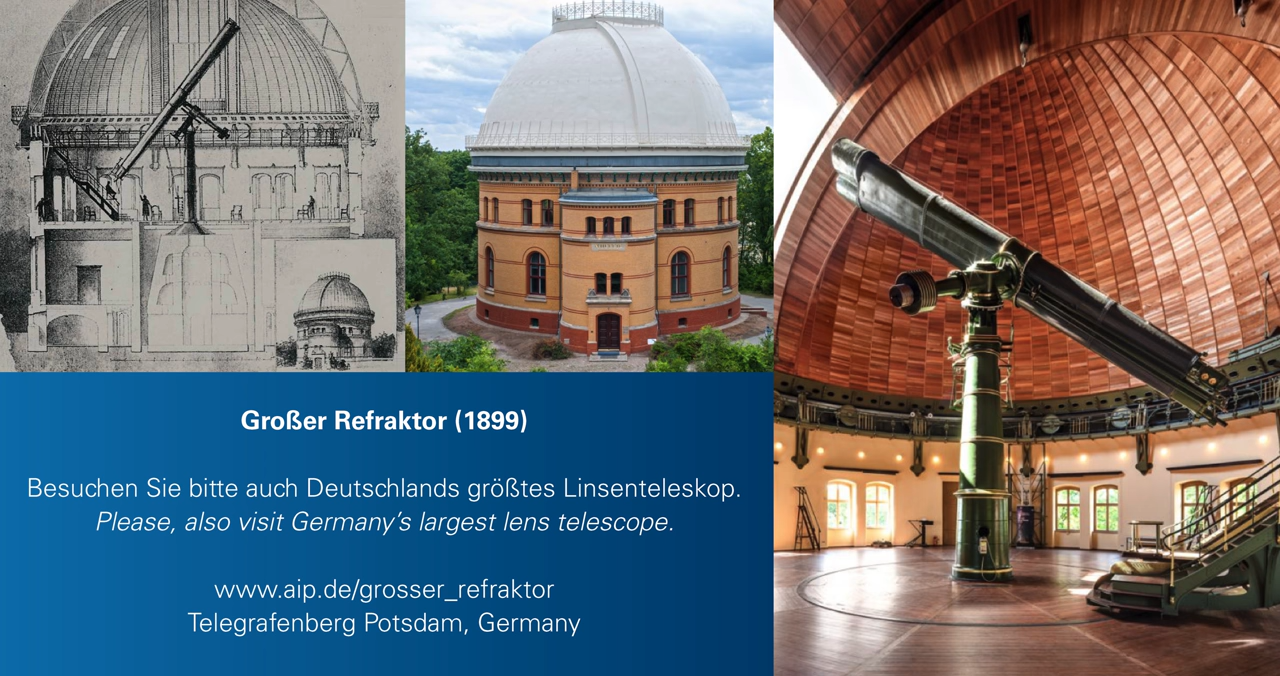 Großer Refraktor (1899)
Besuchen Sie bitte auch Deutschlands größtes Linsenteleskop.
Please, also visit Germany’s largest lens telescope.
www.aip.de/grosser_refraktor
Telegrafenberg Potsdam, Germany